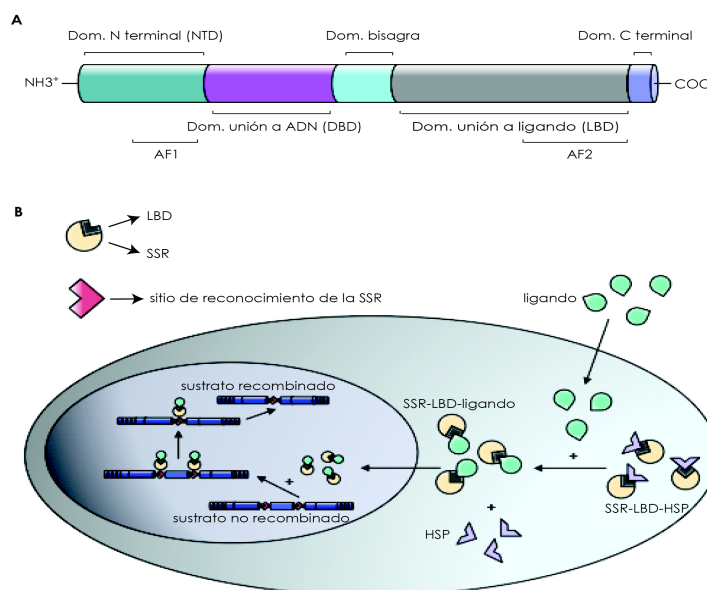 A
Dom. N terminal (NTD)
Dom. bisagra
Dom. C terminal
NH3⁺
COO
Dom. unión a ADN (DBD)
Dom. unión a ligando (LBD)
AF1
AF2
B
LBD
SSR
sitio de reconocimiento de la SSR
ligando
sustrato recombinado
SSR-LBD-ligando
+
+
sustrato no recombinado
SSR-LBD-HSP
+
HSP